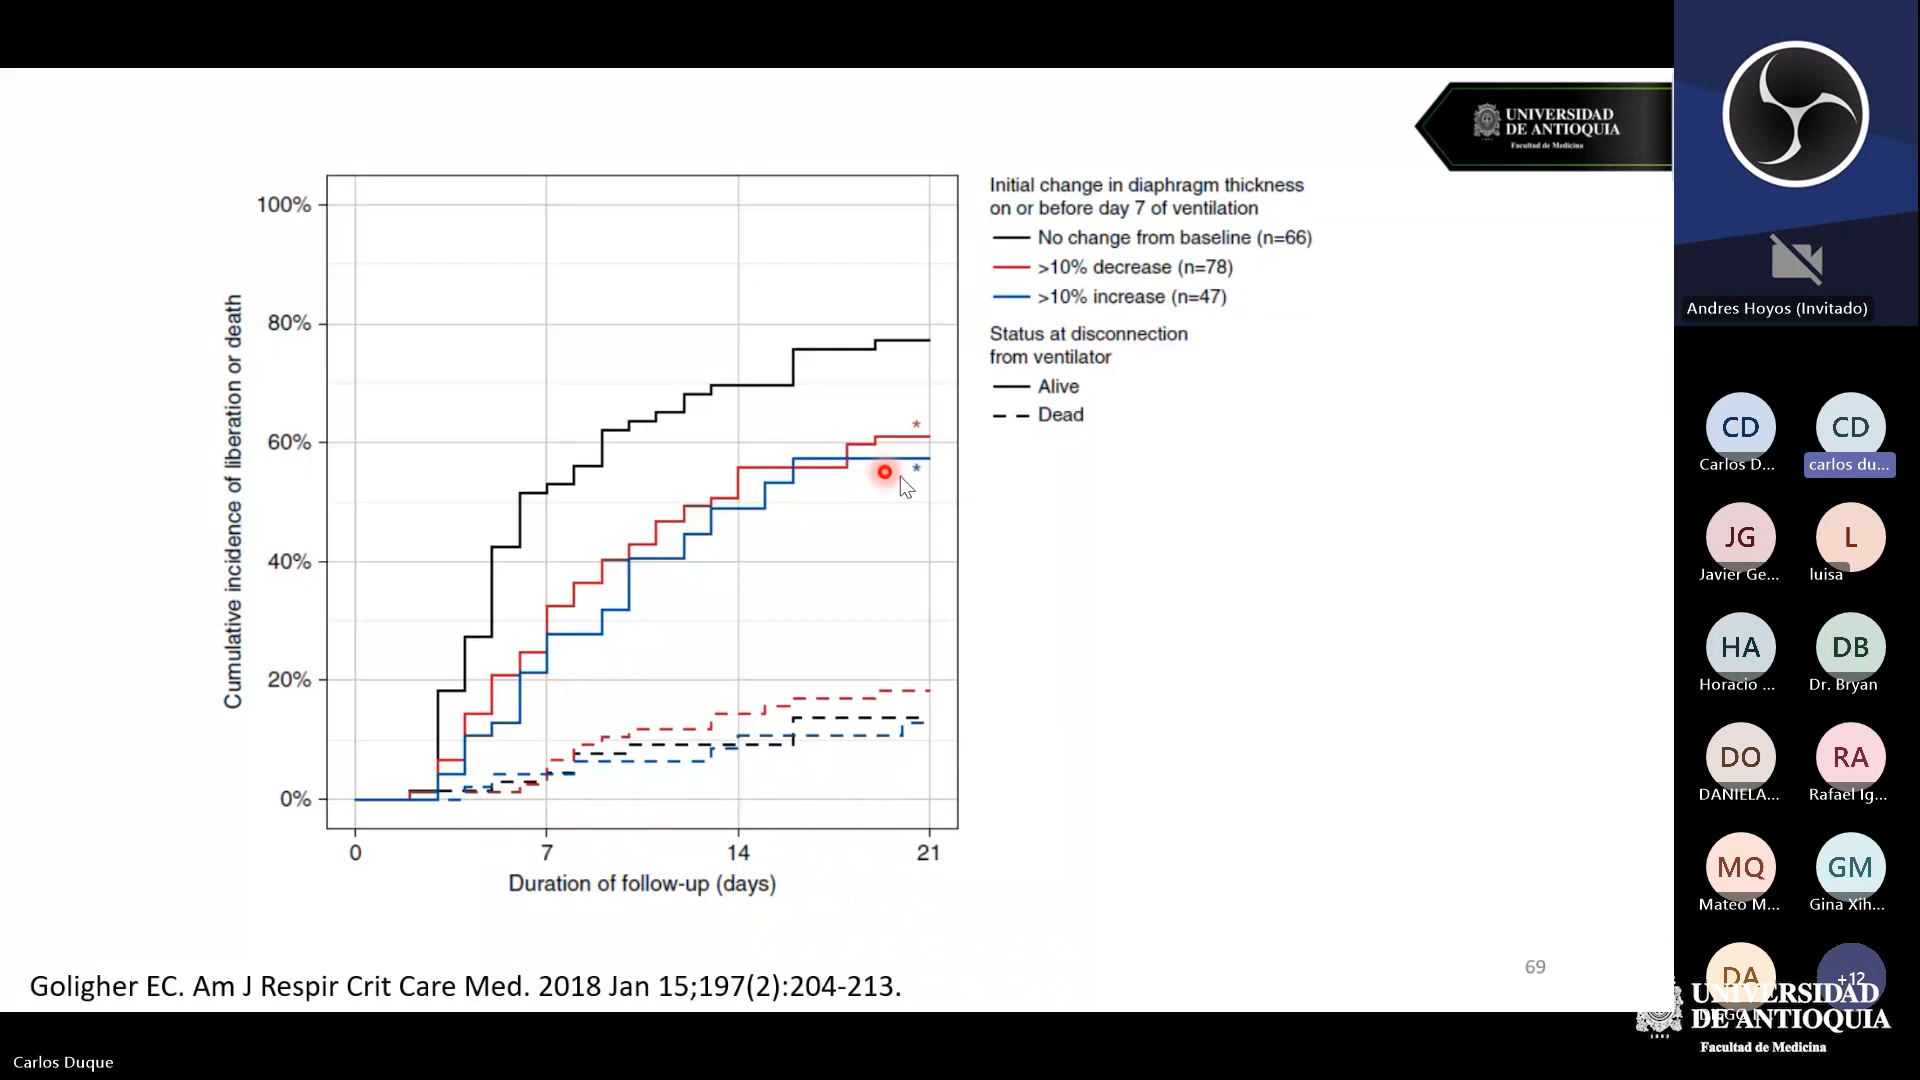 UNIVERSIDAD
DE ANTIOQUIA
Facultad de Medicina
100%
80%
60%
40%
20%
0%
Cumulative incidence of liberation or death
0
7
14
21
Duration of follow-up (days)
*
*
Initial change in diaphragm thickness
on or before day 7 of ventilation
No change from baseline (n=66)
>10% decrease (n=78)
>10% increase (n=47)
Status at disconnection
from ventilator
Alive
Dead
69
Goligher EC. Am J Respir Crit Care Med. 2018 Jan 15;197(2):204-213.
Carlos Duque
Andres Hoyos (Invitado)
CD
Carlos D...
CD
carlos du...
JG
Javier Ge...
L
luisa
HA
Horacio ...
DB
Dr. Bryan
DO
DANIELA...
RA
Rafael Ig...
MQ
Mateo M...
GM
Gina Xih...
DA
+12
UNIVERSIDAD
DE ANTIOQUIA
Facultad de Medicina